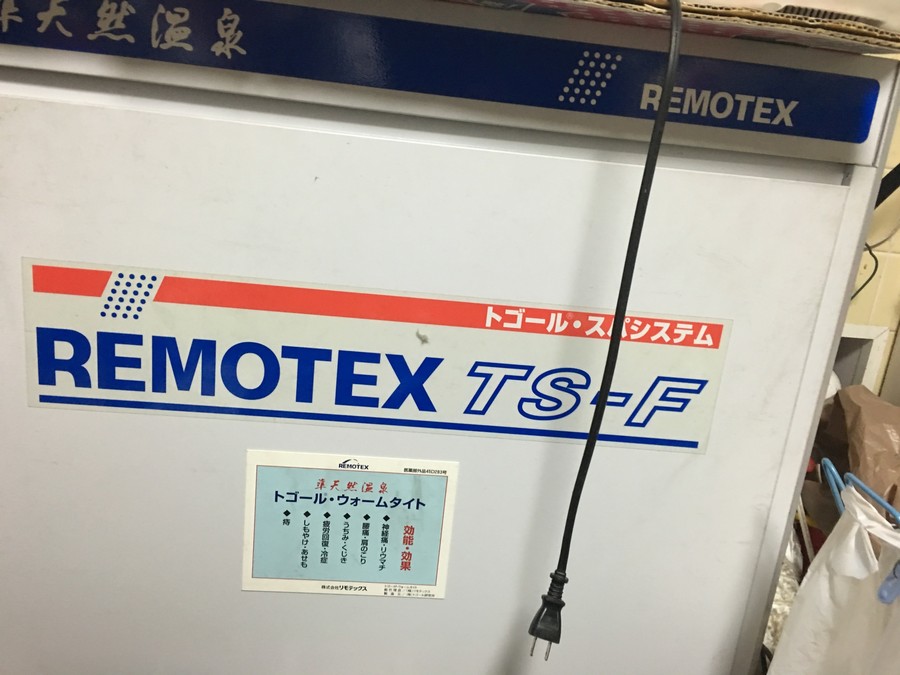 準天然温泉
REMOTEX
トゴール・スパシステム
REMOTEX TS-F
REMOTEX
準天然温泉
トゴール・ウォームタイト
効能・効果
◆神経痛・リウマチ
◆腰痛・肩のこり
◆うちみ・くじき
◆疲労回復・冷症
◆しもやけ・あせも
◆痔
株式会社リモテックス